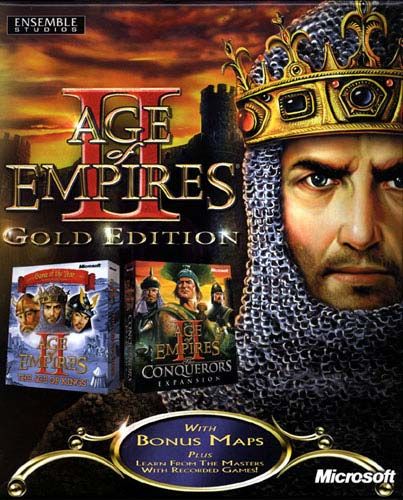 ENSEMBLE
STUDIOS
II
AGE
of
EMPIRES
GOLD EDITION
Game of the Year
Microsoft
II
AGE
of
EMPIRES
THE AGE OF KINGS
Microsoft
II
AGE
of
EMPIRES
The
CONQUERORS
EXPANSION
WITH
BONUS MAPS
PLUS
LEARN FROM THE MASTERS
WITH RECORDED GAMES!
Microsoft